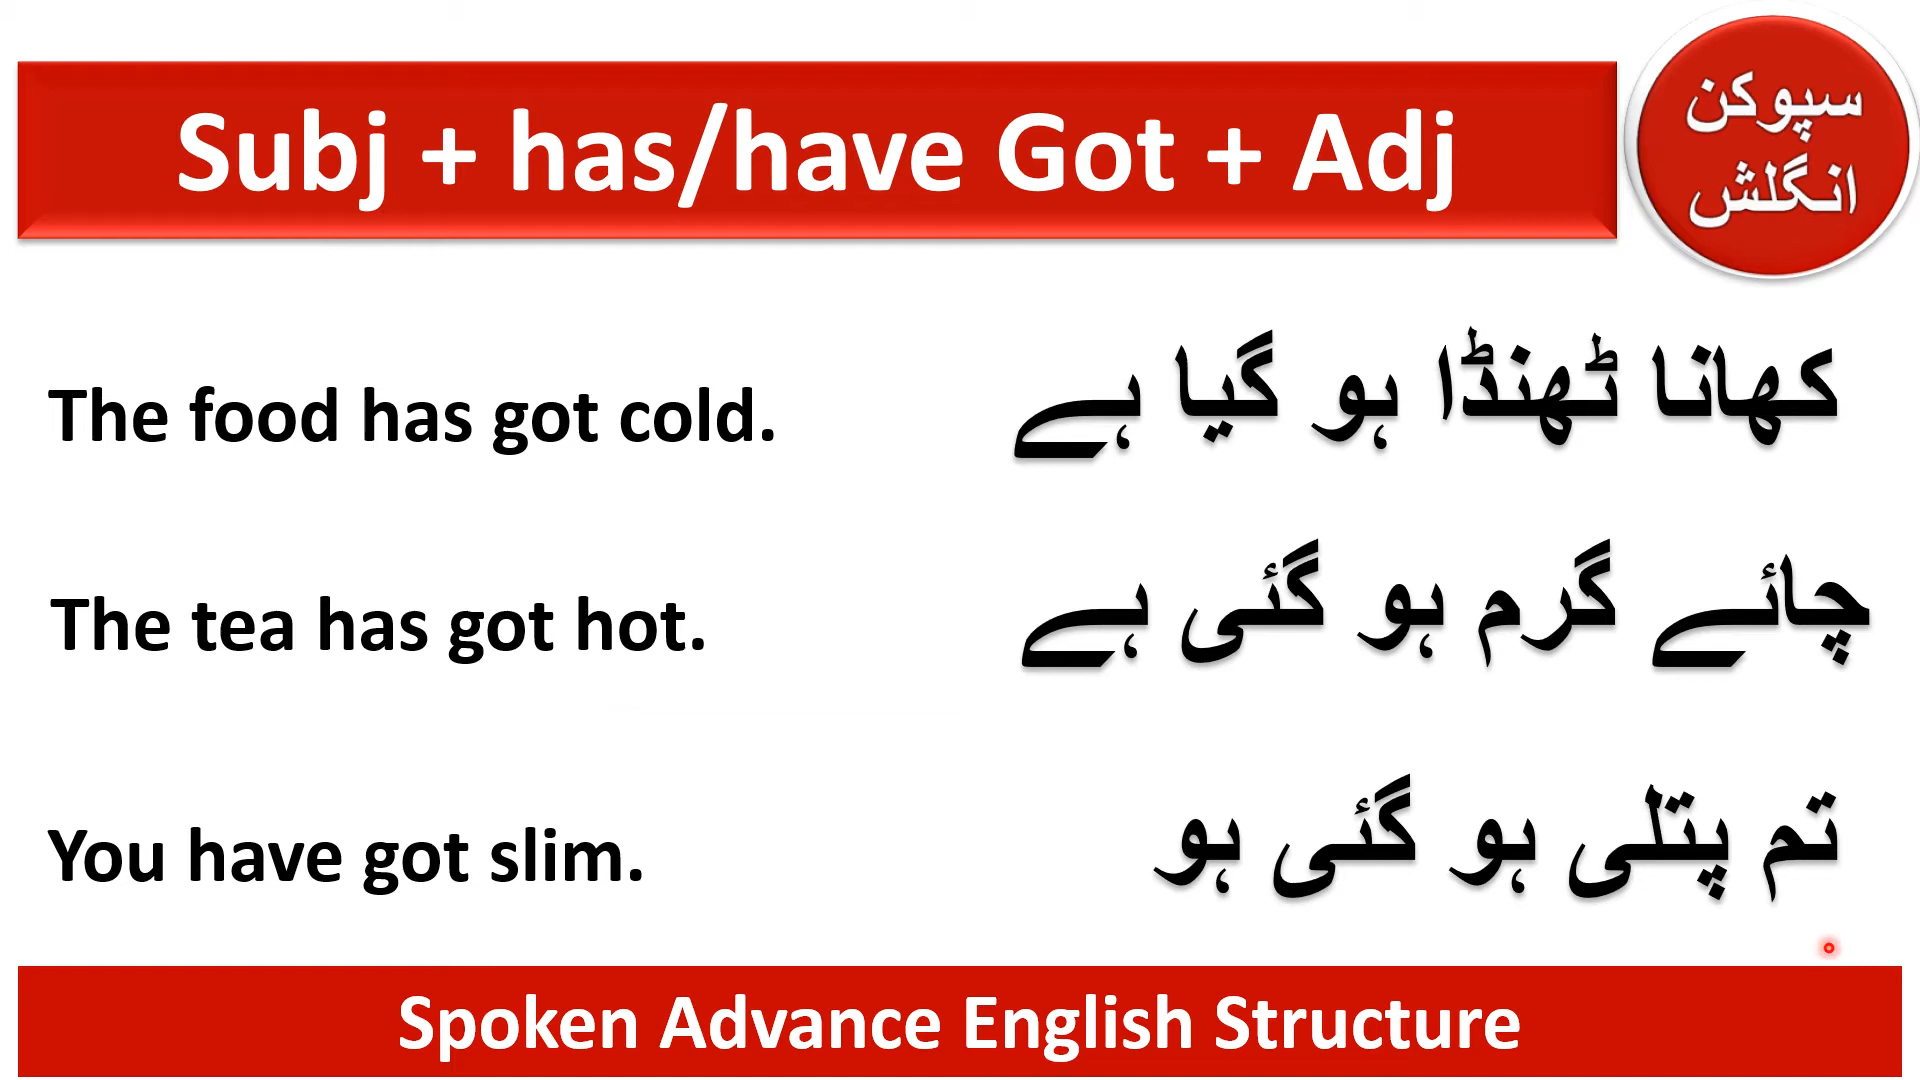 Subj + has/have Got + Adj
سپوکن
انگلش
The food has got cold.
کھانا ٹھنڈا ہو گیا ہے
The tea has got hot.
چائے گرم ہو گئی ہے
You have got slim.
تم پتلی ہو گئی ہو
Spoken Advance English Structure